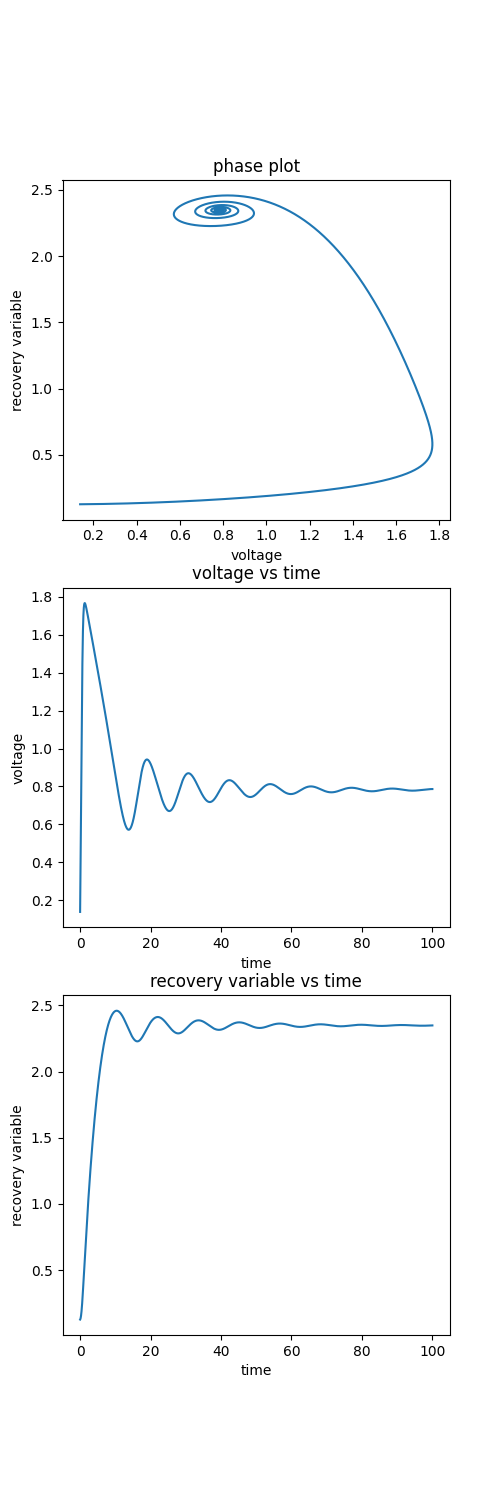 phase plot
2.5
2.0
1.5
1.0
0.5
recovery variable
0.2 0.4 0.6 0.8 1.0 1.2 1.4 1.6 1.8
voltage
voltage vs time
1.8
1.6
1.4
1.2
1.0
0.8
0.6
0.4
0.2
voltage
0 20 40 60 80 100
time
recovery variable vs time
2.5
2.0
1.5
1.0
0.5
recovery variable
0 20 40 60 80 100
time